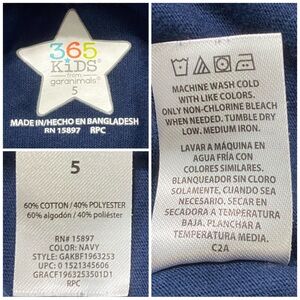 365
KiDS
from
garanimals
5
MADE IN/HECHO EN BANGLADESH
RN 15897 RPC
5
60% COTTON / 40% POLYESTER
60% algodón / 40% poliéster
RN# 15897
COLOR: NAVY
STYLE: GAKBF1963253
UPC: 0 1521345606
GRACF1963253501D1
RPC
MACHINE WASH COLD
WITH LIKE COLORS.
ONLY NON-CHLORINE BLEACH
WHEN NEEDED. TUMBLE DRY
LOW. MEDIUM IRON.
LAVAR A MÁQUINA EN
AGUA FRÍA CON
COLORES SIMILARES.
BLANQUEADOR SIN CLORO
SOLAMENTE, CUANDO SEA
NECESARIO. SECAR EN
SECADORA A TEMPERATURA
BAJA. PLANCHAR A
TEMPERATURA MEDIA.
C2A